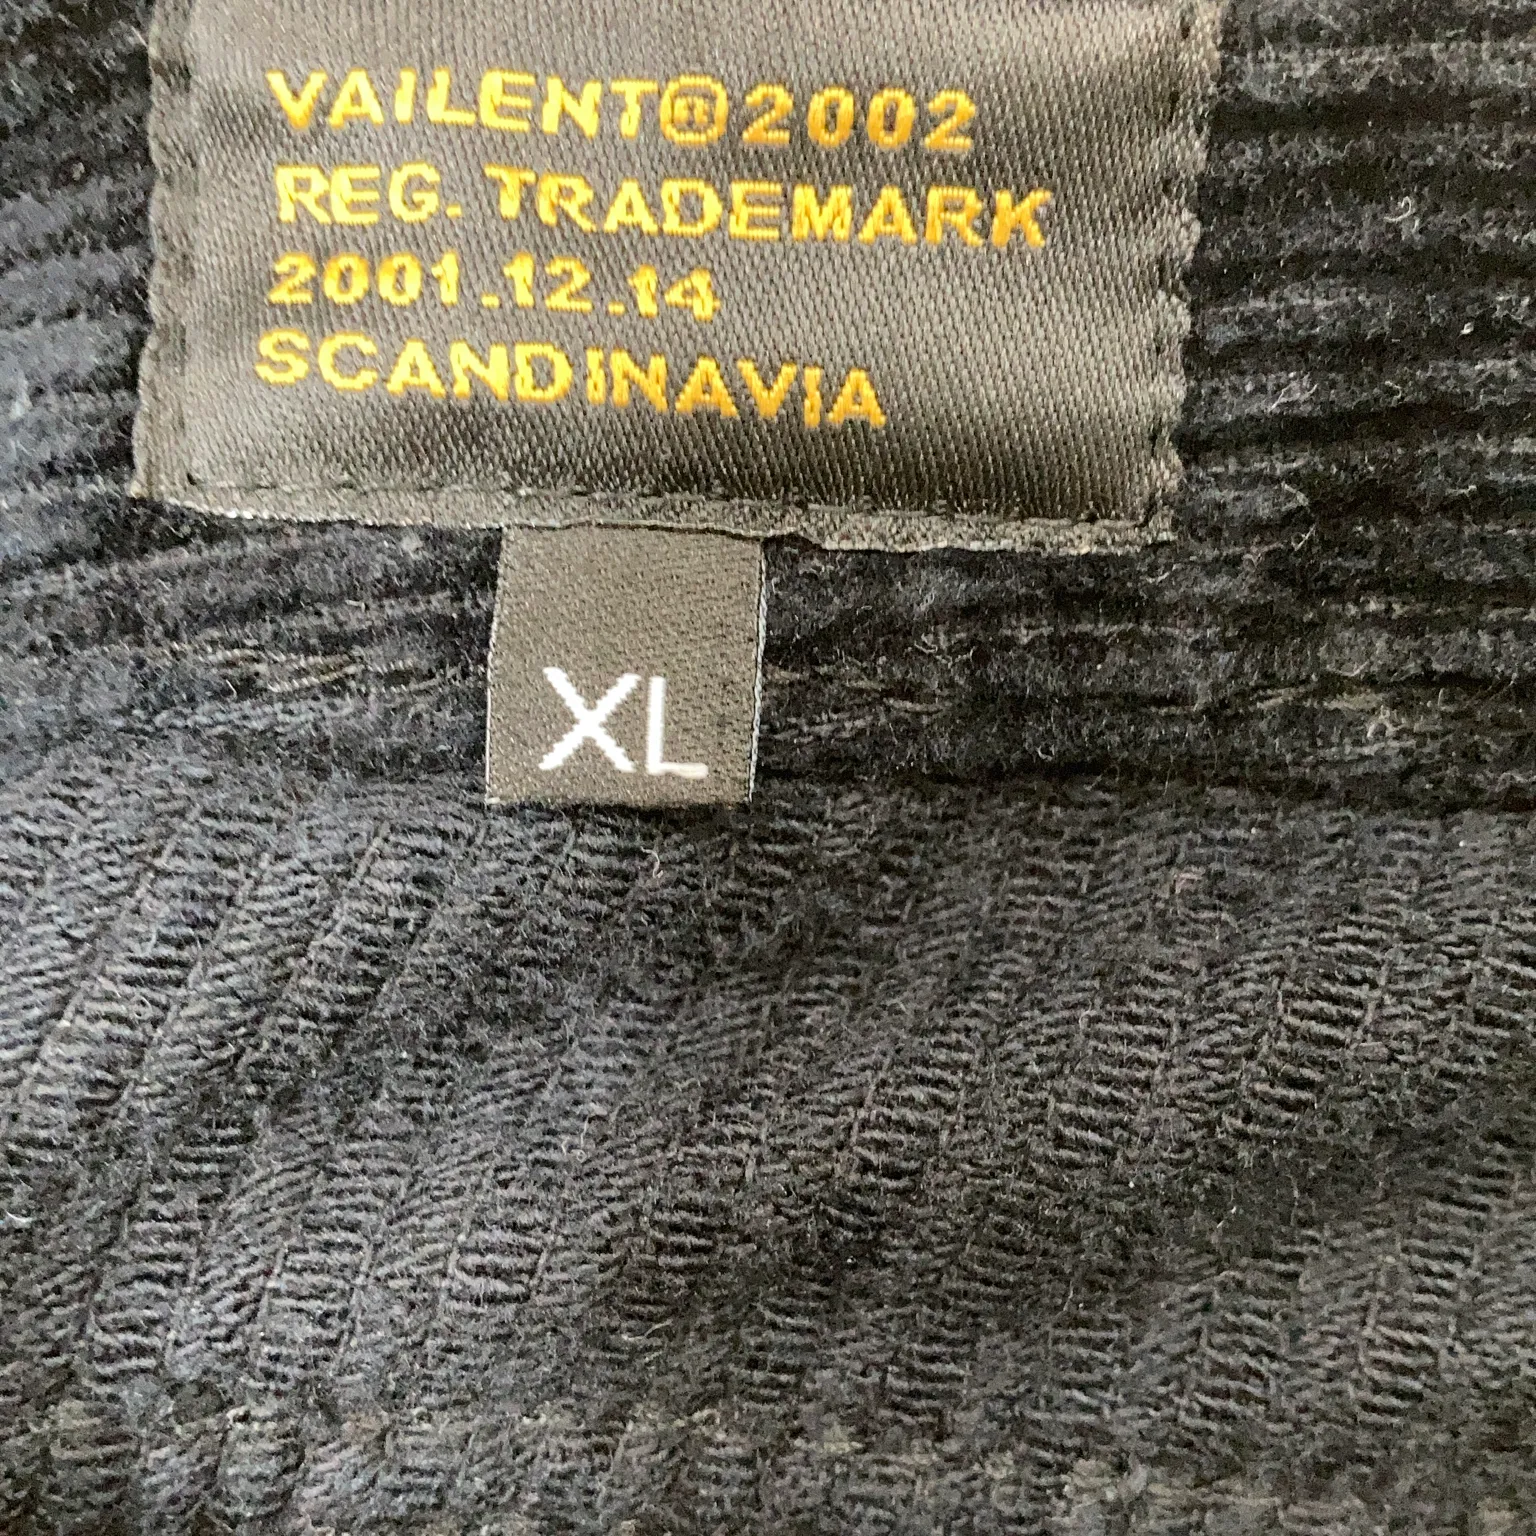 VAILENT®2002
REG. TRADEMARK
2001.12.14
SCANDINAVIA
XL